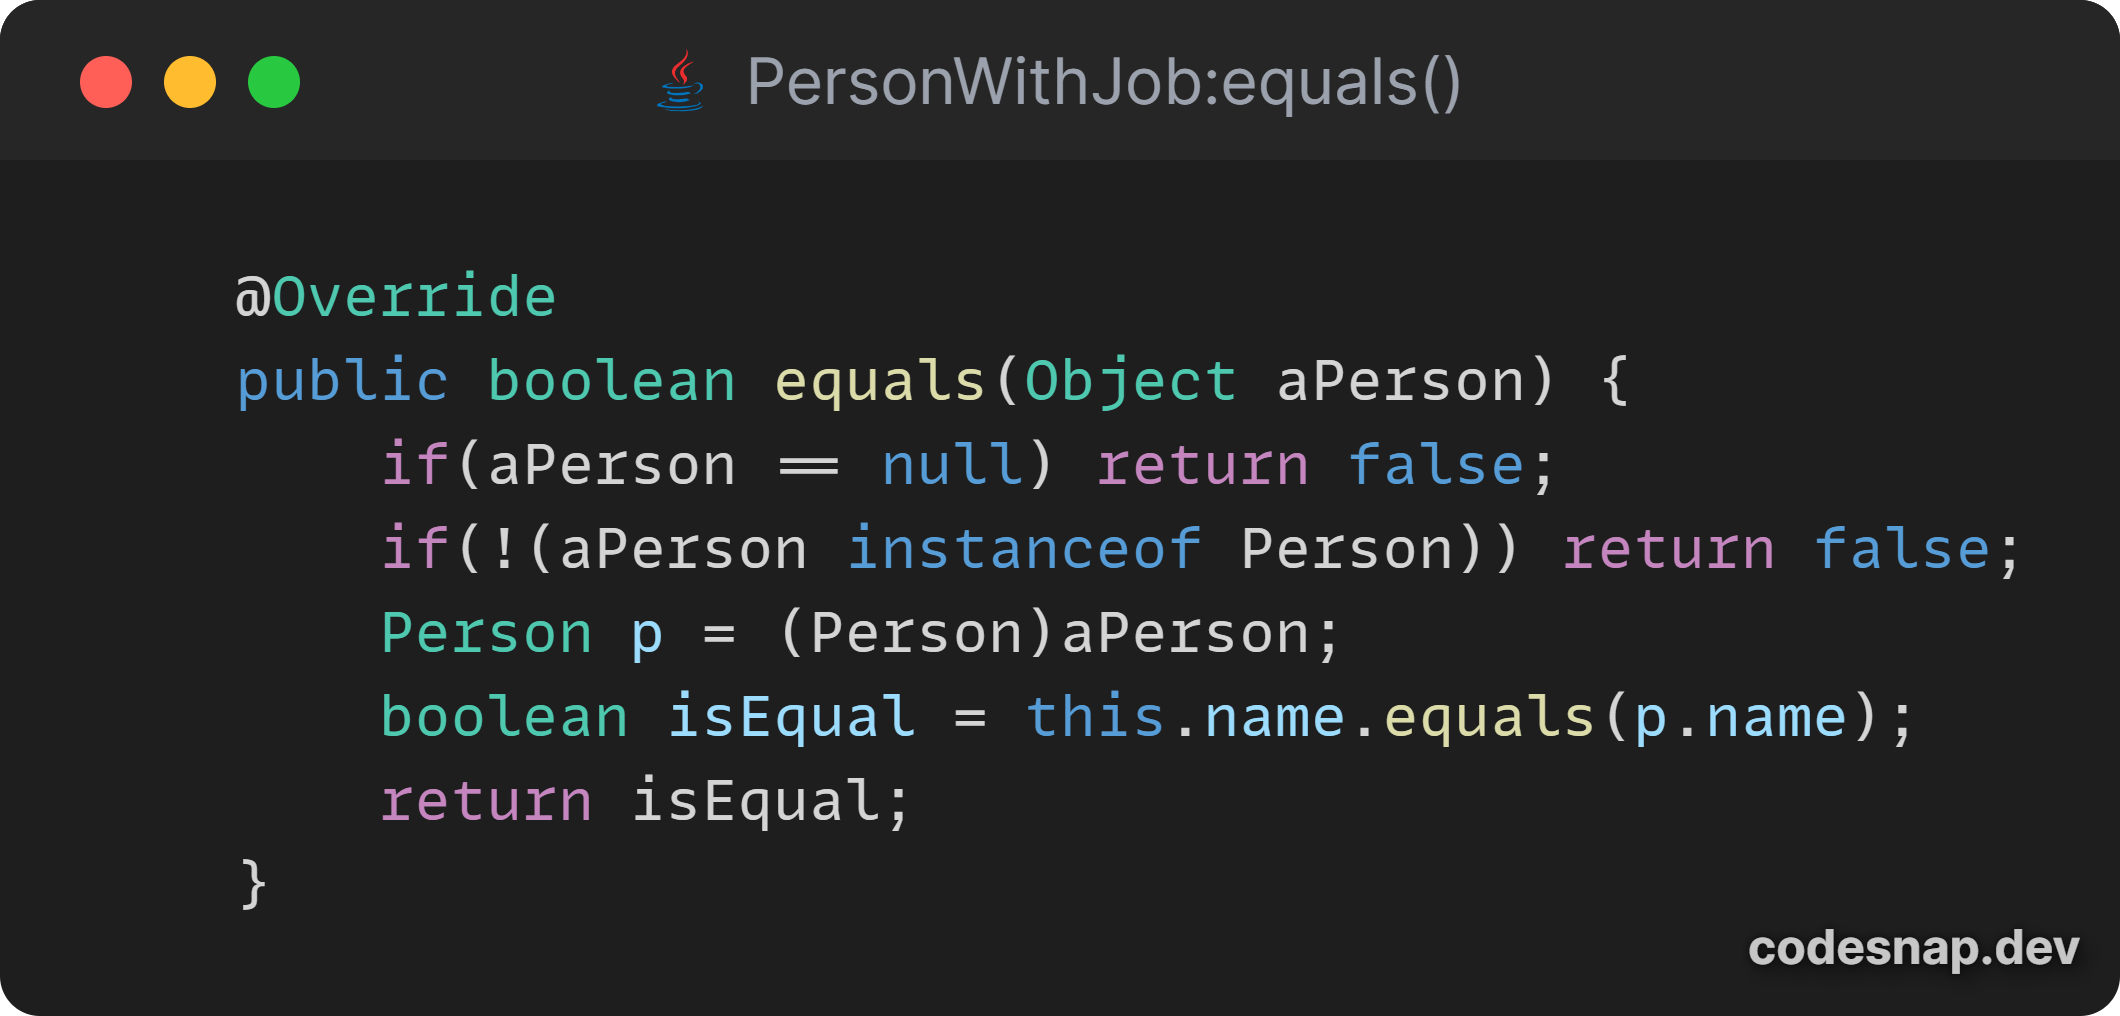 PersonWithJob:equals()
@Override
public boolean equals(Object aPerson) {
    if(aPerson == null) return false;
    if(!(aPerson instanceof Person)) return false;
    Person p = (Person)aPerson;
    boolean isEqual = this.name.equals(p.name);
    return isEqual;
}
codesnap.dev